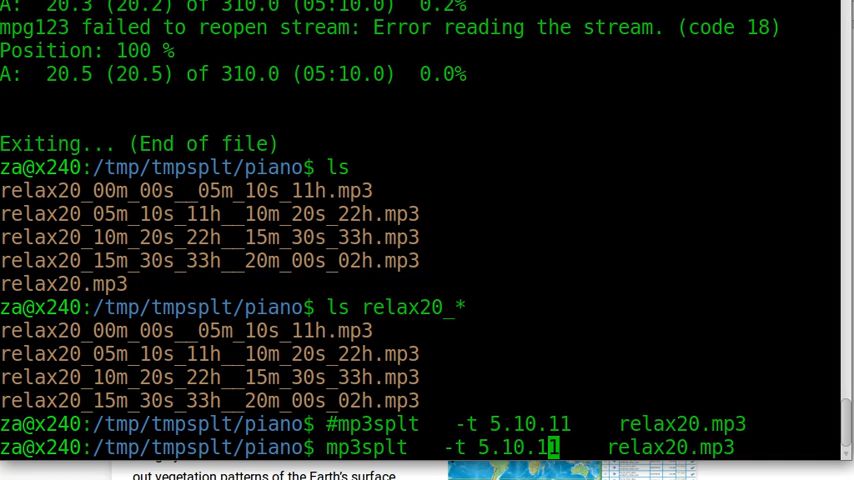 A:  20.3 (20.2) of 310.0 (05:10.0)  0.2%
mpg123 failed to reopen stream: Error reading the stream. (code 18)
Position: 100 %
A:  20.5 (20.5) of 310.0 (05:10.0)  0.0%
Exiting... (End of file)
za@x240:/tmp/tmpsplt/piano$ ls
relax20_00m_00s__05m_10s_11h.mp3
relax20_05m_10s_11h__10m_20s_22h.mp3
relax20_10m_20s_22h__15m_30s_33h.mp3
relax20_15m_30s_33h__20m_00s_02h.mp3
relax20.mp3
za@x240:/tmp/tmpsplt/piano$ ls relax20_*
relax20_00m_00s__05m_10s_11h.mp3
relax20_05m_10s_11h__10m_20s_22h.mp3
relax20_10m_20s_22h__15m_30s_33h.mp3
relax20_15m_30s_33h__20m_00s_02h.mp3
za@x240:/tmp/tmpsplt/piano$ #mp3splt   -t 5.10.11    relax20.mp3
za@x240:/tmp/tmpsplt/piano$ mp3splt   -t 5.10.11    relax20.mp3
out vegetation patterns of the Earth's surface